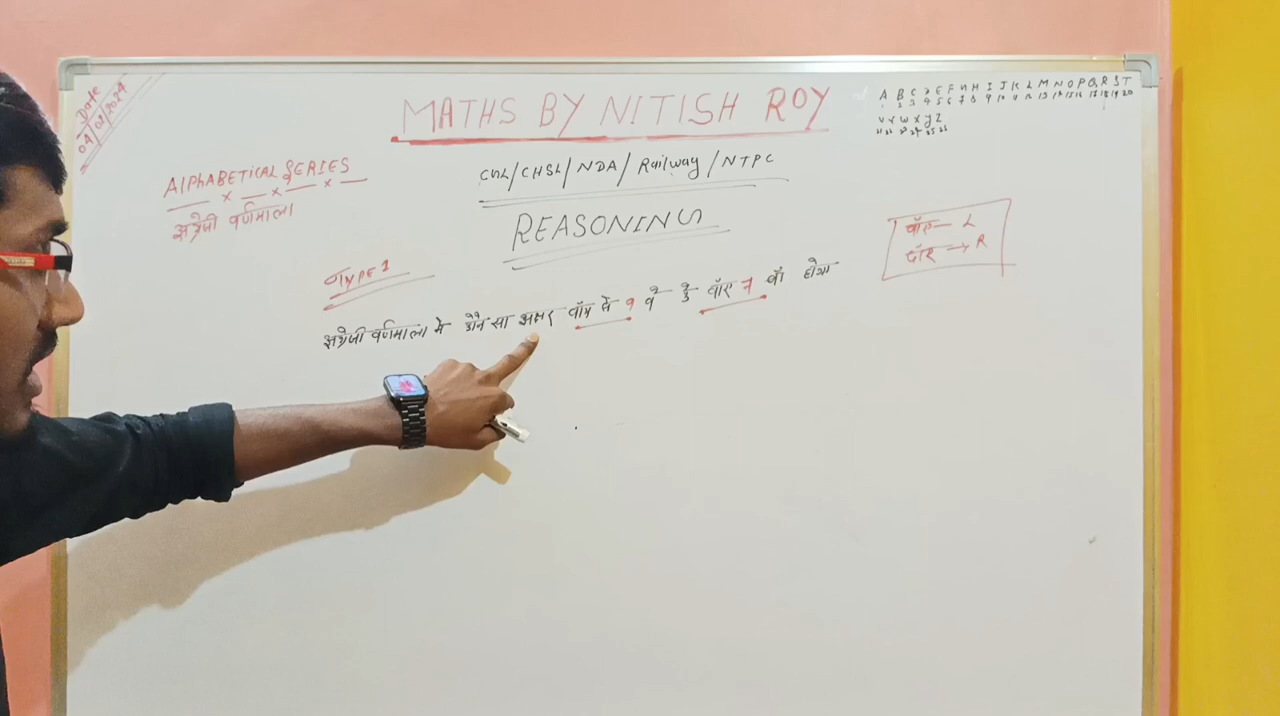 Date
04/02/2024
MATHS BY NITISH ROY
A B C D E F G H I J K L M N O P Q R S T
1 2 3 4 5 6 7 8 9 10 11 12 13 14 15 16 17 18 19 20
U V W X Y Z
21 22 23 24 25 26
CGL/CHSL/NDA/Railway/NTPC
ALPHABETICAL SERIES
अंग्रेजी वर्णमाला
REASONING
बाँए — L
दाँए → R
TYPE 1
अंग्रेजी वर्णमाला में कौन सा अक्षर बाँए से 9 वे के बाँए 7 वाँ होगा